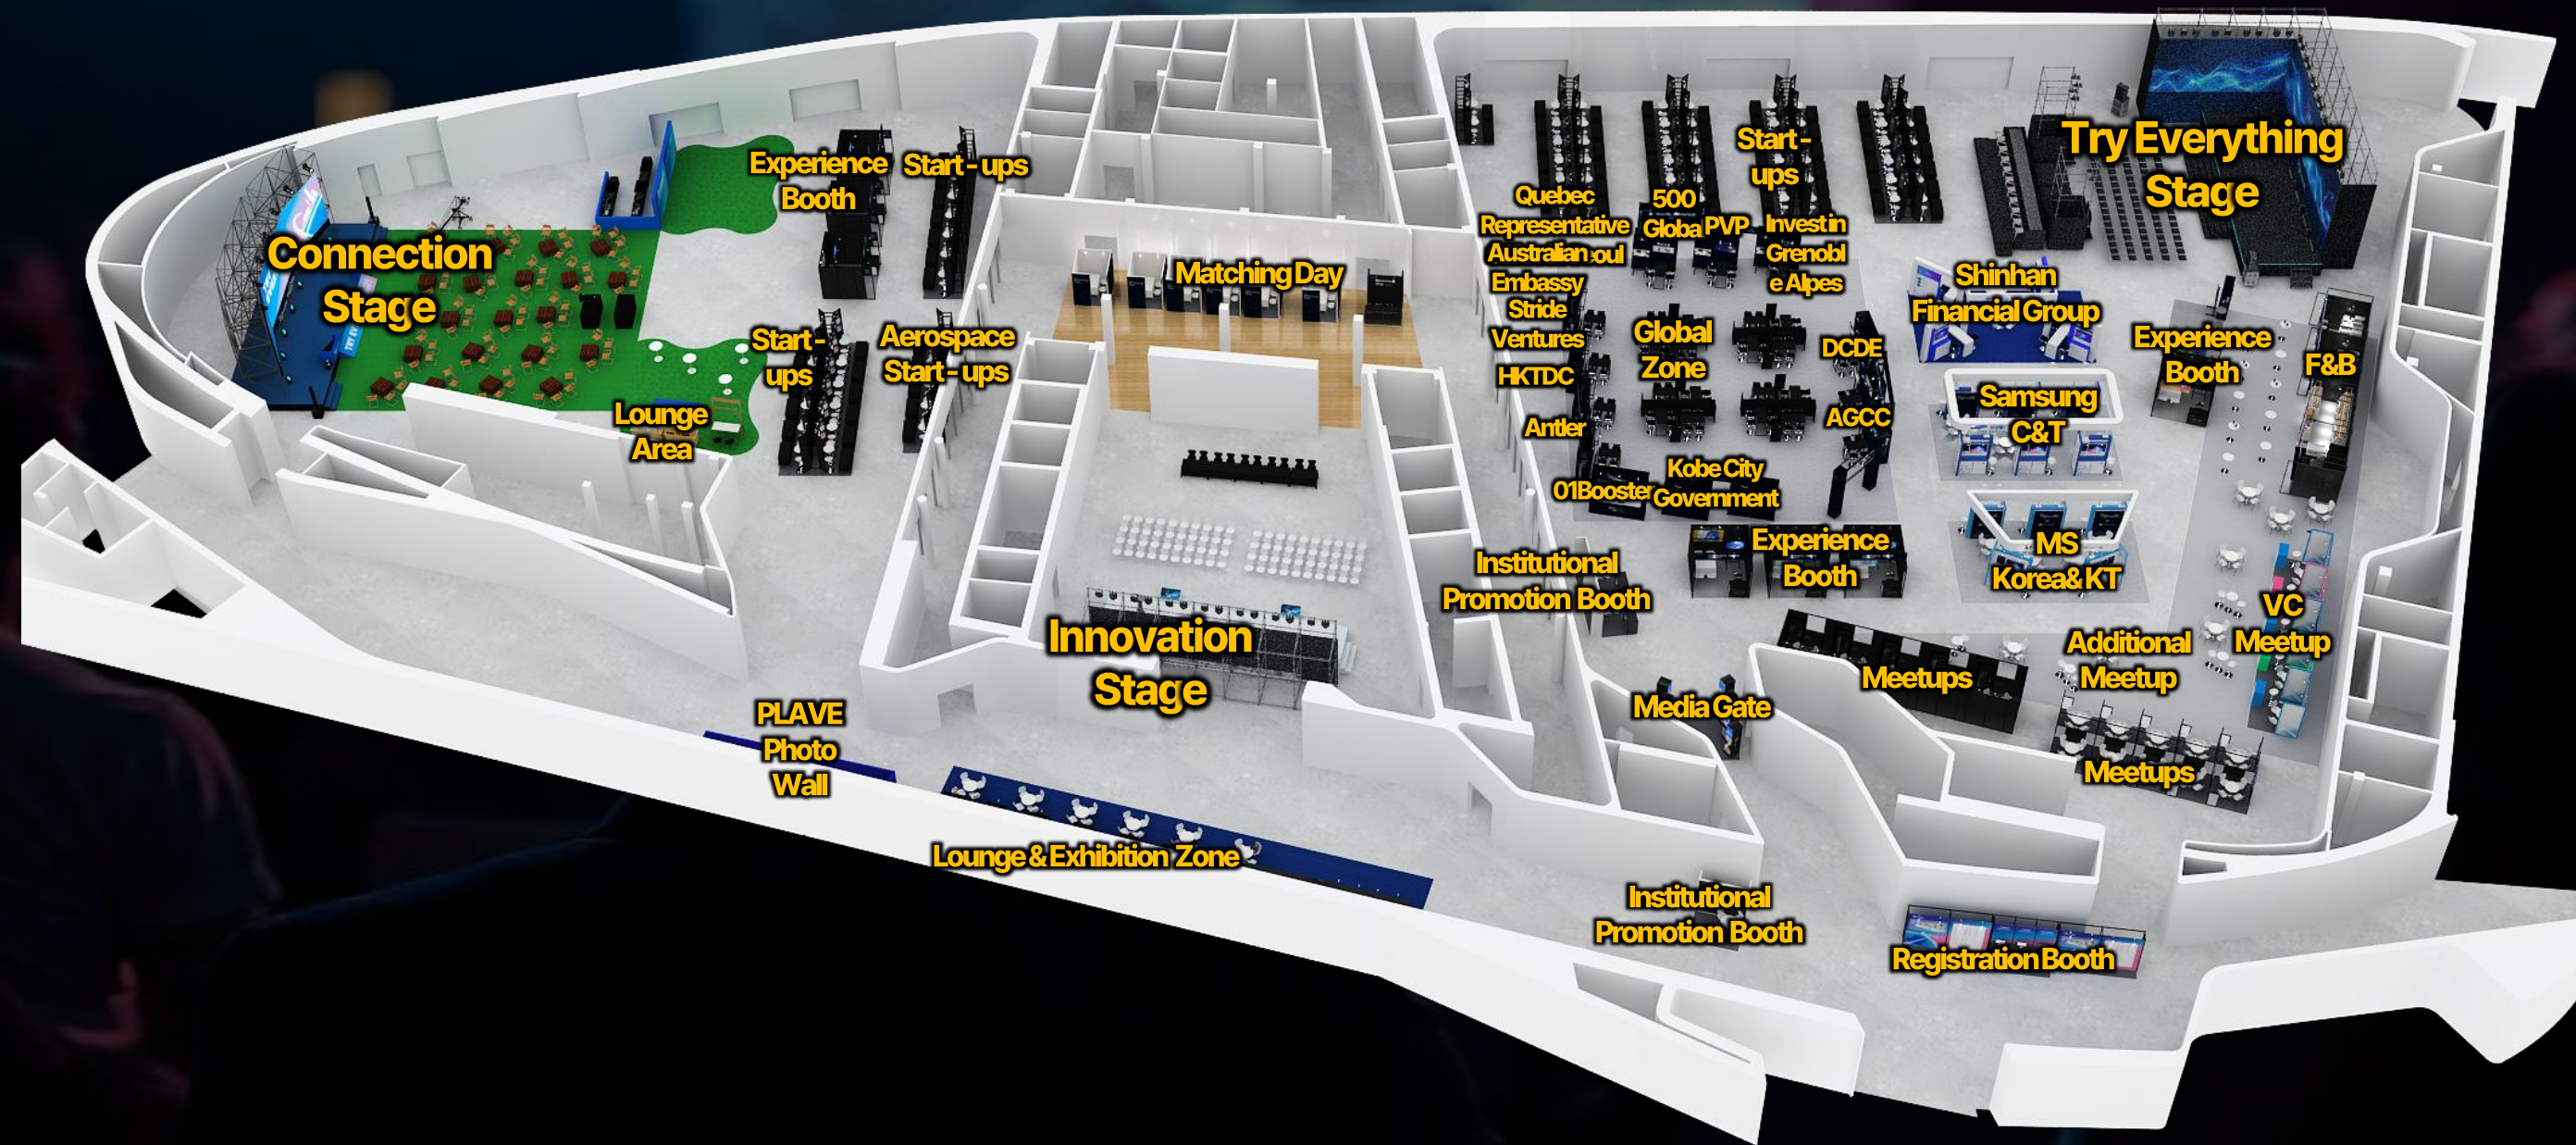 Connection
Stage
Experience
Booth
Start-ups
Start-
ups
Aerospace
Start-ups
Lounge
Area
Matching Day
Innovation
Stage
PLAVE
Photo
Wall
Lounge & Exhibition Zone
Start-
ups
Try Everything
Stage
Quebec
Representative
Australian
Embassy
Stride
Ventures
HKTDC
Antler
01Booster
500
Global
PVP
Invest in
Grenobl
e Alpes
Global
Zone
DCDE
AGCC
Kobe City
Government
Shinhan
Financial Group
Samsung
C&T
MS
Korea& KT
Experience
Booth
F&B
Experience
Booth
Institutional
Promotion Booth
Media Gate
Meetups
Additional
Meetup
VC
Meetup
Meetups
Institutional
Promotion Booth
Registration Booth